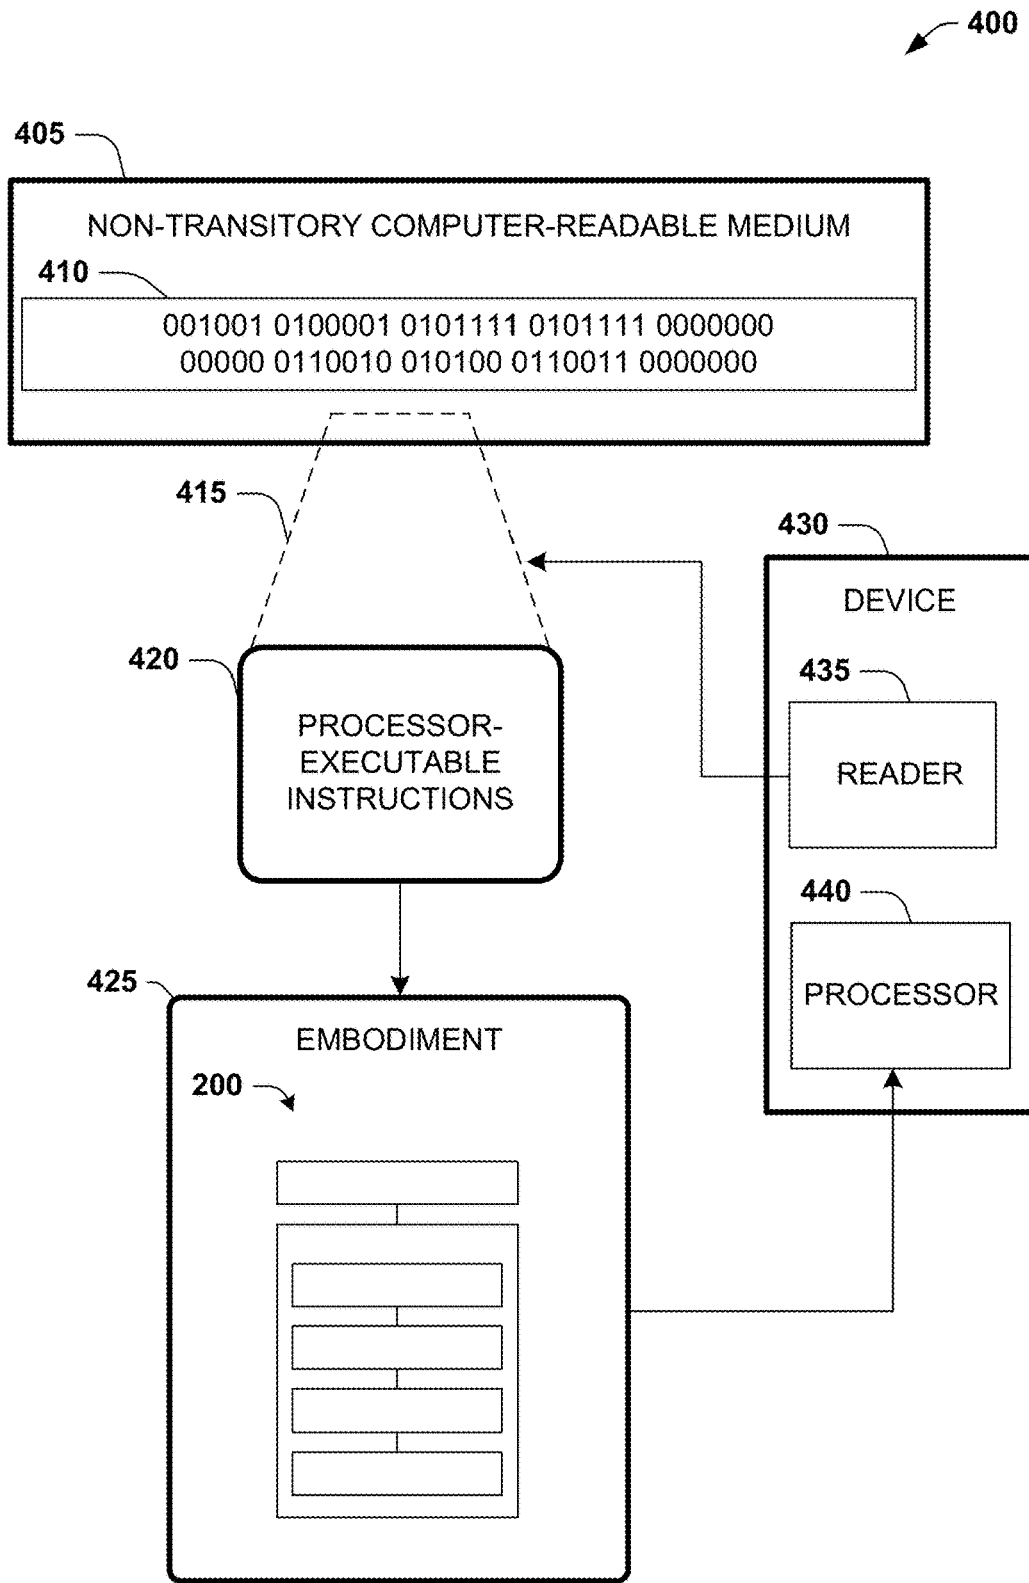 400
405
NON-TRANSITORY COMPUTER-READABLE MEDIUM
410
001001 0100001 0101111 0101111 0000000
00000 0110010 010100 0110011 0000000
415
430
DEVICE
420
PROCESSOR-
EXECUTABLE
INSTRUCTIONS
435
READER
440
PROCESSOR
425
EMBODIMENT
200